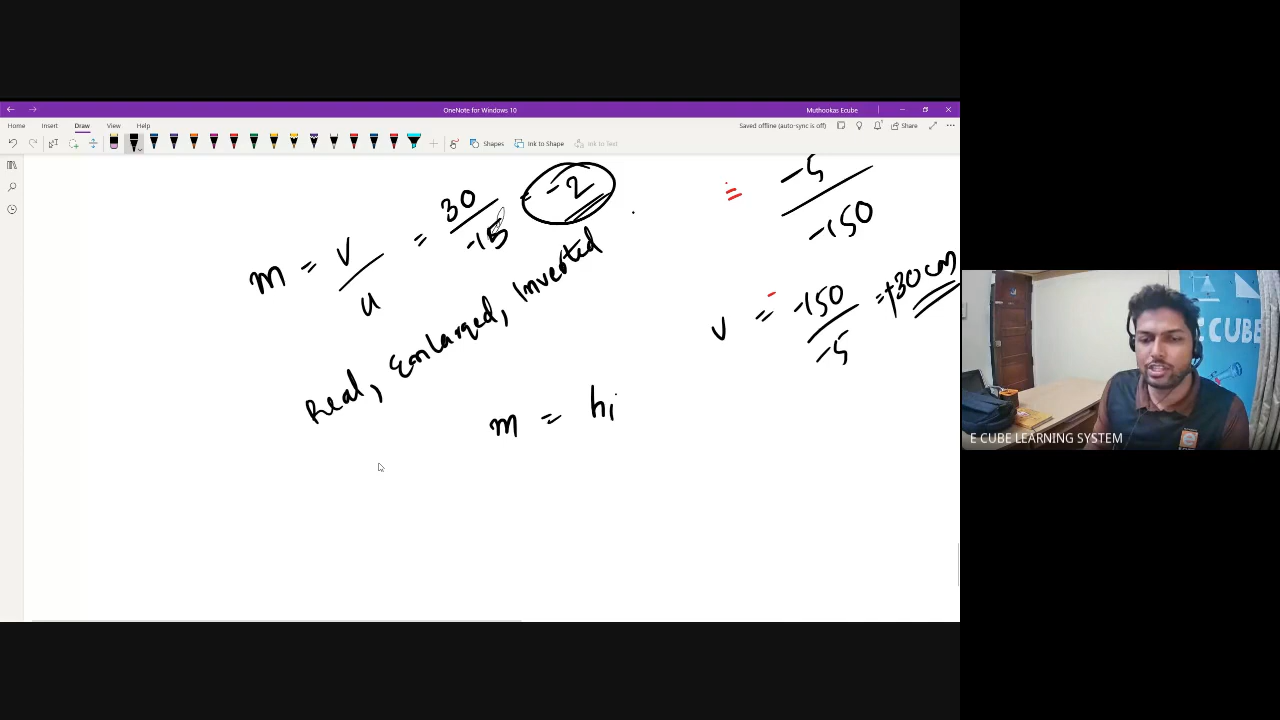 OneNote for Windows 10
Muthookas Ecube
Home Insert Draw View Help
Saved offline (auto-sync is off)
Share
Shapes
Ink to Shape
Ink to Text
m = v/u = 30/-15 = -2
Real, Enlarged, Inverted
m = hi
= -5/-150
v = -150/-5 = +30 cm
E CUBE
E CUBE LEARNING SYSTEM